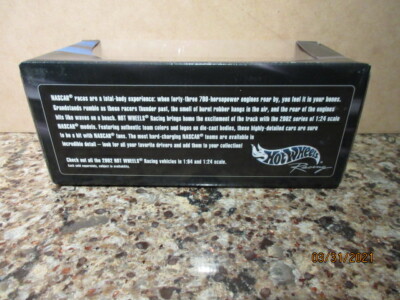 NASCAR® races are a total-body experience: when forty-three 700-horsepower engines roar by, you feel it in your bones.
Grandstands rumble as these racers thunder past, the smell of burnt rubber hangs in the air, and the roar of the engines
hits like waves on a beach. HOT WHEELS® Racing brings home the excitement of the track with the 2002 series of 1:24 scale
NASCAR® models. Featuring authentic team colors and logos on die-cast bodies, these highly-detailed cars are sure
to be a hit with NASCAR® fans. The most hard-charging NASCAR® teams are available in
incredible detail – look for all your favorite drivers and add them to your collection!
Check out all the 2002 HOT WHEELS® Racing vehicles in 1:64 and 1:24 scale.
Each sold separately, subject to availability.
Hot Wheels
Racing